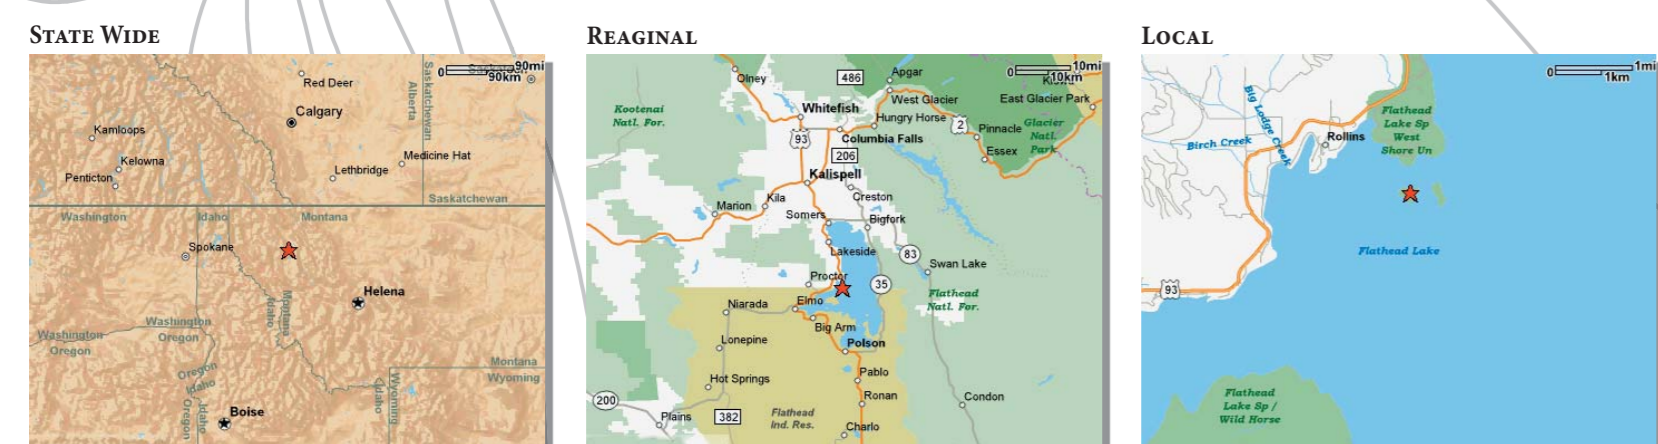 STATE WIDE
0 90mi
90km
Saskatchewan
Alberta
Red Deer
Calgary
Kamloops
Kelowna
Penticton
Medicine Hat
Lethbridge
Saskatchewan
Washington
Idaho
Montana
Spokane
Helena
Montana
Idaho
Washington
Oregon
Washington
Oregon
Oregon
Idaho
Idaho
Oregon
Boise
Montana
Wyoming
Idaho
Wyoming
REAGINAL
0 10mi
10km
Olney
486
Apgar
West Glacier
East Glacier Park
Kootenai
Natl. For.
Whitefish
Hungry Horse
2
Pinnacle
Glacier
Natl.
Park
93
Columbia Falls
206
Essex
Kalispell
Creston
Kila
Marion
Somers
Bigfork
Lakeside
83
Swan Lake
Proctor
35
Flathead
Natl. For.
Niarada
Elmo
Big Arm
Lonepine
Polson
Hot Springs
Pablo
200
Ronan
Condon
Plains
382
Flathead
Ind. Res.
Charlo
LOCAL
0 1mi
1km
Big Lodge Creek
Birch Creek
Rollins
Flathead
Lake Sp
West
Shore Un
Flathead Lake
93
Flathead
Lake Sp /
Wild Horse